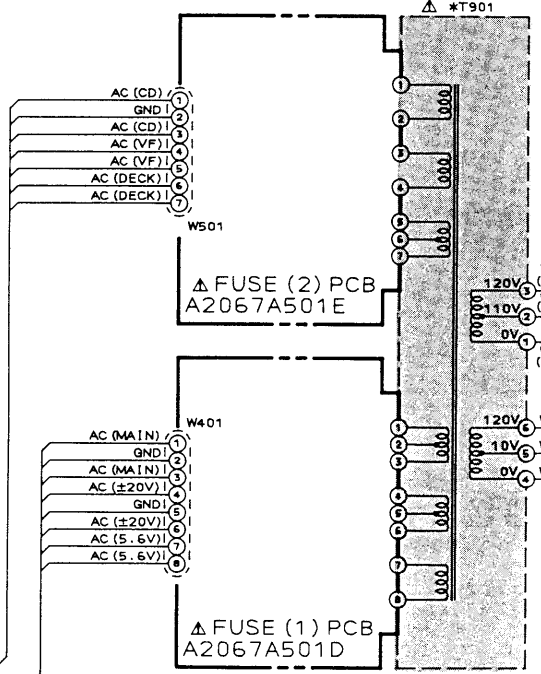 ⚠ *T901
AC (CD) 1
GND 2
AC (CD) 3
AC (VF) 4
AC (VF) 5
AC (DECK) 6
AC (DECK) 7
W501
1
2
3
4
5
6
7
⚠ FUSE (2) PCB
A2067A501E
120V 3
110V 2
0V 1
W401
AC (MAIN) 1
GND 2
AC (MAIN) 3
AC (±20V) 4
GND 5
AC (±20V) 6
AC (5.6V) 7
AC (5.6V) 8
1
2
3
4
5
6
7
8
120V 6
10V 5
0V 4
⚠ FUSE (1) PCB
A2067A501D